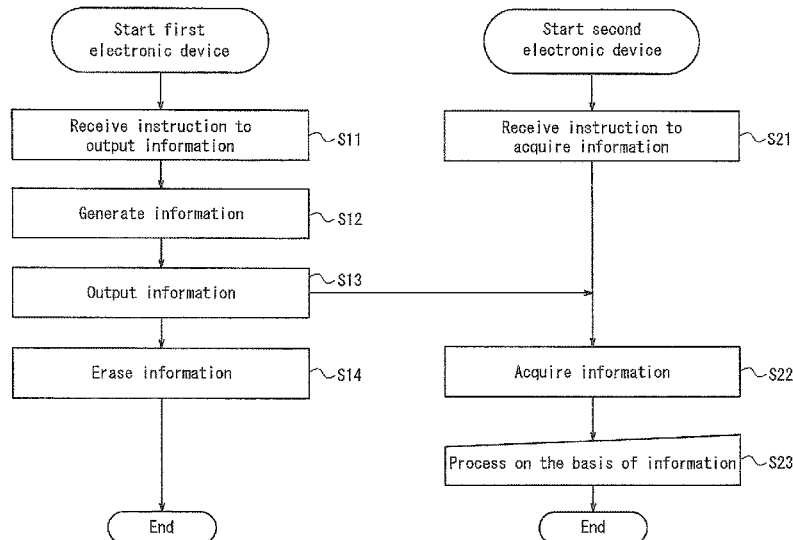 Start first
electronic device
Receive instruction to
output information
S11
Generate information
S12
Output information
S13
Erase information
S14
End
Start second
electronic device
Receive instruction to
acquire information
S21
Acquire information
S22
Process on the basis of information
S23
End